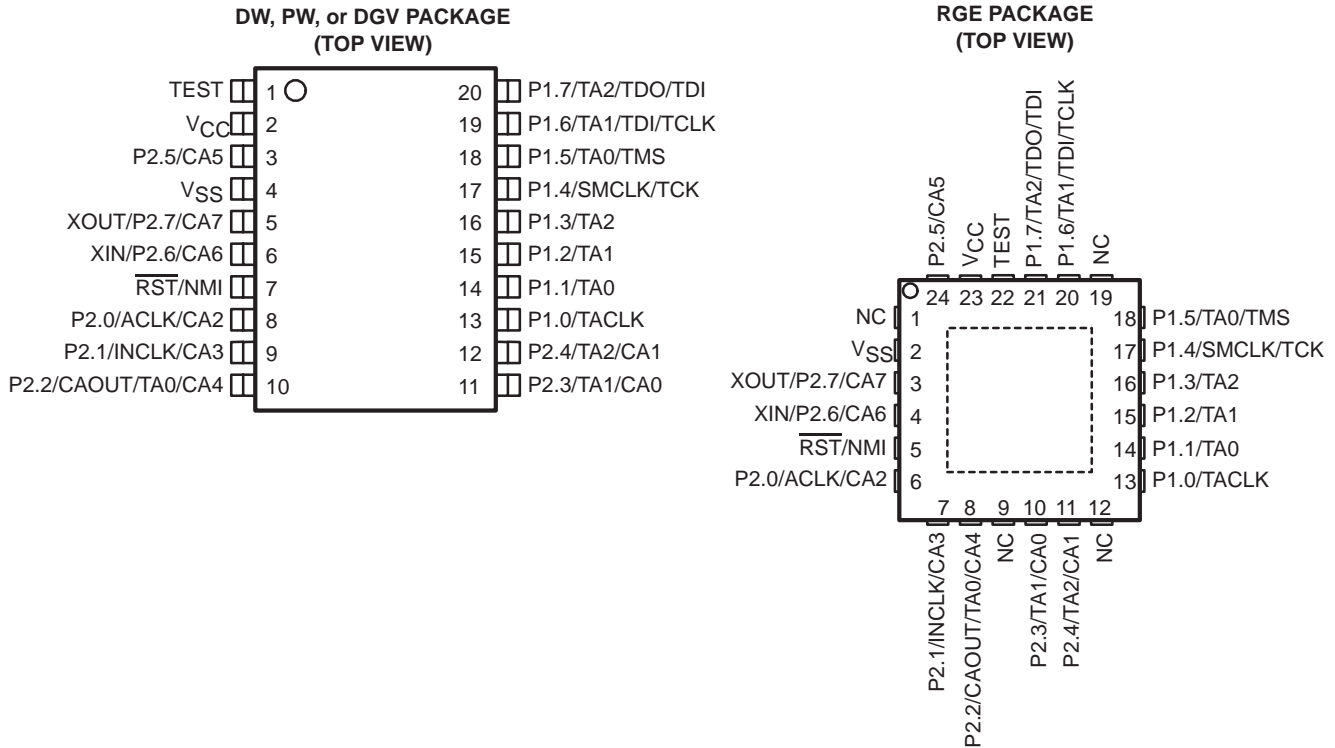 DW, PW, or DGV PACKAGE
(TOP VIEW)
TEST 1 20 P1.7/TA2/TDO/TDI
VCC 2 19 P1.6/TA1/TDI/TCLK
P2.5/CA5 3 18 P1.5/TA0/TMS
VSS 4 17 P1.4/SMCLK/TCK
XOUT/P2.7/CA7 5 16 P1.3/TA2
XIN/P2.6/CA6 6 15 P1.2/TA1
RST/NMI 7 14 P1.1/TA0
P2.0/ACLK/CA2 8 13 P1.0/TACLK
P2.1/INCLK/CA3 9 12 P2.4/TA2/CA1
P2.2/CAOUT/TA0/CA4 10 11 P2.3/TA1/CA0
RGE PACKAGE
(TOP VIEW)
P2.5/CA5
VCC
TEST
P1.7/TA2/TDO/TDI
P1.6/TA1/TDI/TCLK
NC
24 23 22 21 20 19
NC 1 18 P1.5/TA0/TMS
VSS 2 17 P1.4/SMCLK/TCK
XOUT/P2.7/CA7 3 16 P1.3/TA2
XIN/P2.6/CA6 4 15 P1.2/TA1
RST/NMI 5 14 P1.1/TA0
P2.0/ACLK/CA2 6 13 P1.0/TACLK
7 8 9 10 11 12
P2.1/INCLK/CA3
P2.2/CAOUT/TA0/CA4
NC
P2.3/TA1/CA0
P2.4/TA2/CA1
NC